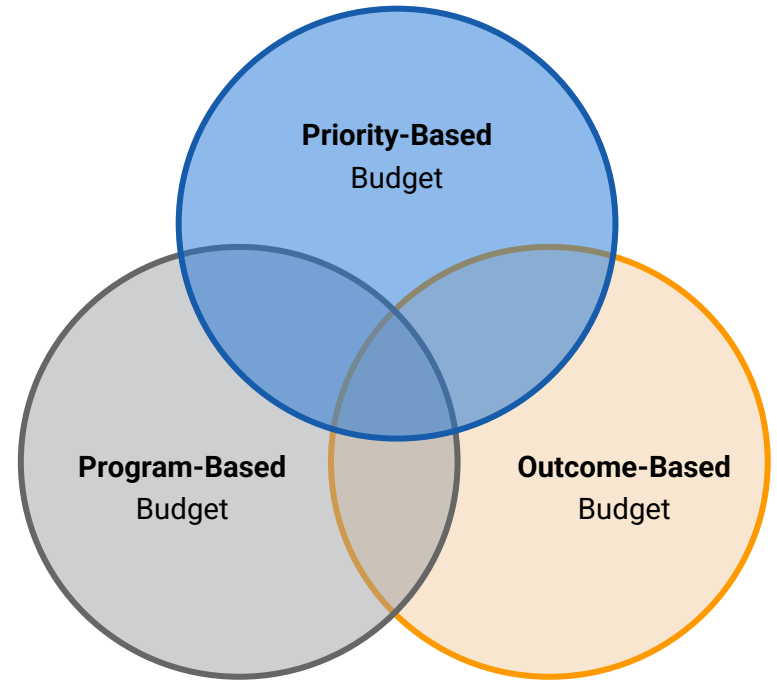 Priority-Based
Budget
Program-Based
Budget
Outcome-Based
Budget